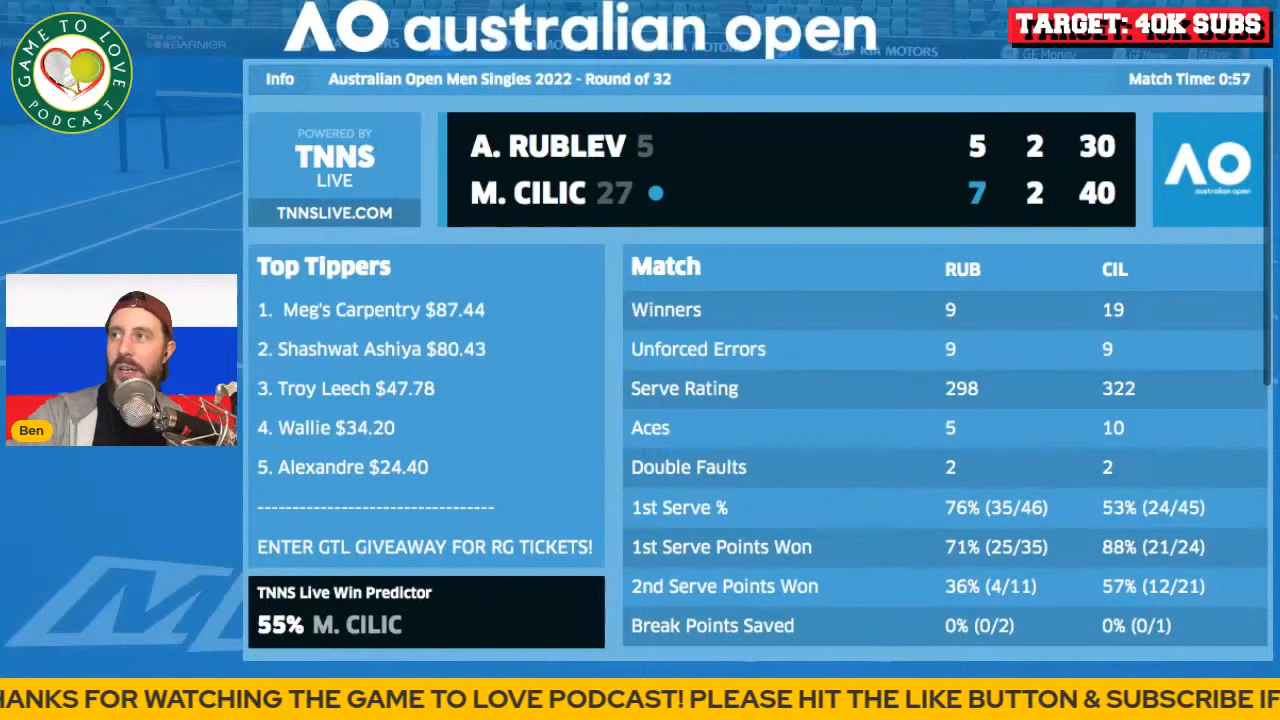 GAME TO LOVE
PODCAST
AO australian open
TARGET: 40K SUBS
GARNIER
KIA MOTORS
GE Money
Info Australian Open Men Singles 2022 - Round of 32 Match Time: 0:57
POWERED BY
TNNS
LIVE
TNNSLIVE.COM
A. RUBLEV 5 5 2 30
M. CILIC 27 7 2 40
AO
australian open
Top Tippers
1. Meg's Carpentry $87.44
2. Shashwat Ashiya $80.43
3. Troy Leech $47.78
4. Wallie $34.20
5. Alexandre $24.40
----------------------------------
ENTER GTL GIVEAWAY FOR RG TICKETS!
TNNS Live Win Predictor
55% M. CILIC
Match RUB CIL
Winners 9 19
Unforced Errors 9 9
Serve Rating 298 322
Aces 5 10
Double Faults 2 2
1st Serve % 76% (35/46) 53% (24/45)
1st Serve Points Won 71% (25/35) 88% (21/24)
2nd Serve Points Won 36% (4/11) 57% (12/21)
Break Points Saved 0% (0/2) 0% (0/1)
Ben
HANKS FOR WATCHING THE GAME TO LOVE PODCAST! PLEASE HIT THE LIKE BUTTON & SUBSCRIBE IF